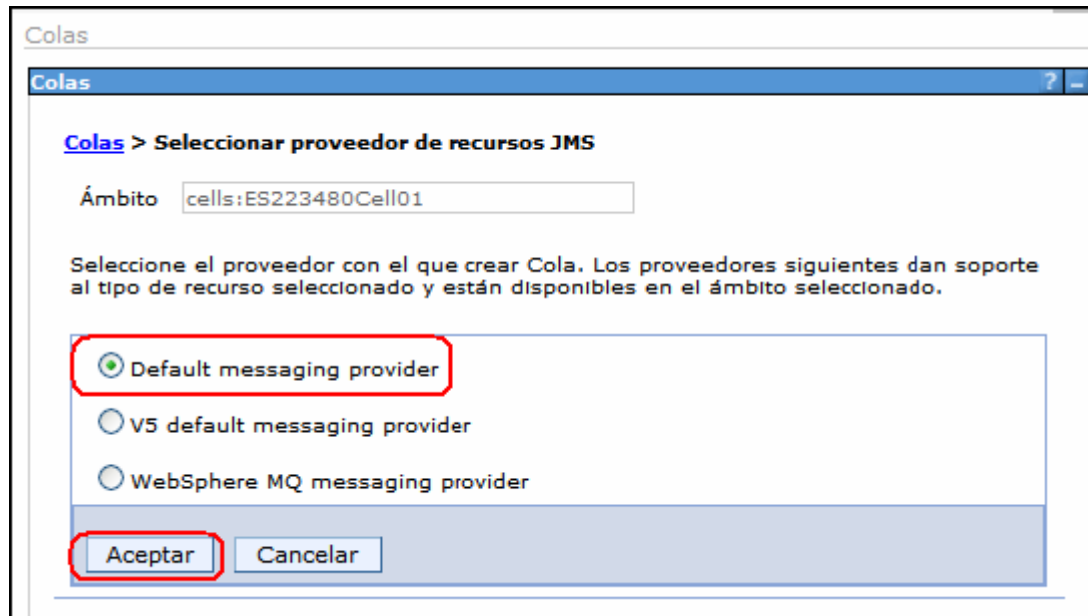 Colas
Colas ? -
Colas > Seleccionar proveedor de recursos JMS
Ámbito cells:ES223480Cell01
Seleccione el proveedor con el que crear Cola. Los proveedores siguientes dan soporte
al tipo de recurso seleccionado y están disponibles en el ámbito seleccionado.
Default messaging provider
V5 default messaging provider
WebSphere MQ messaging provider
Aceptar Cancelar